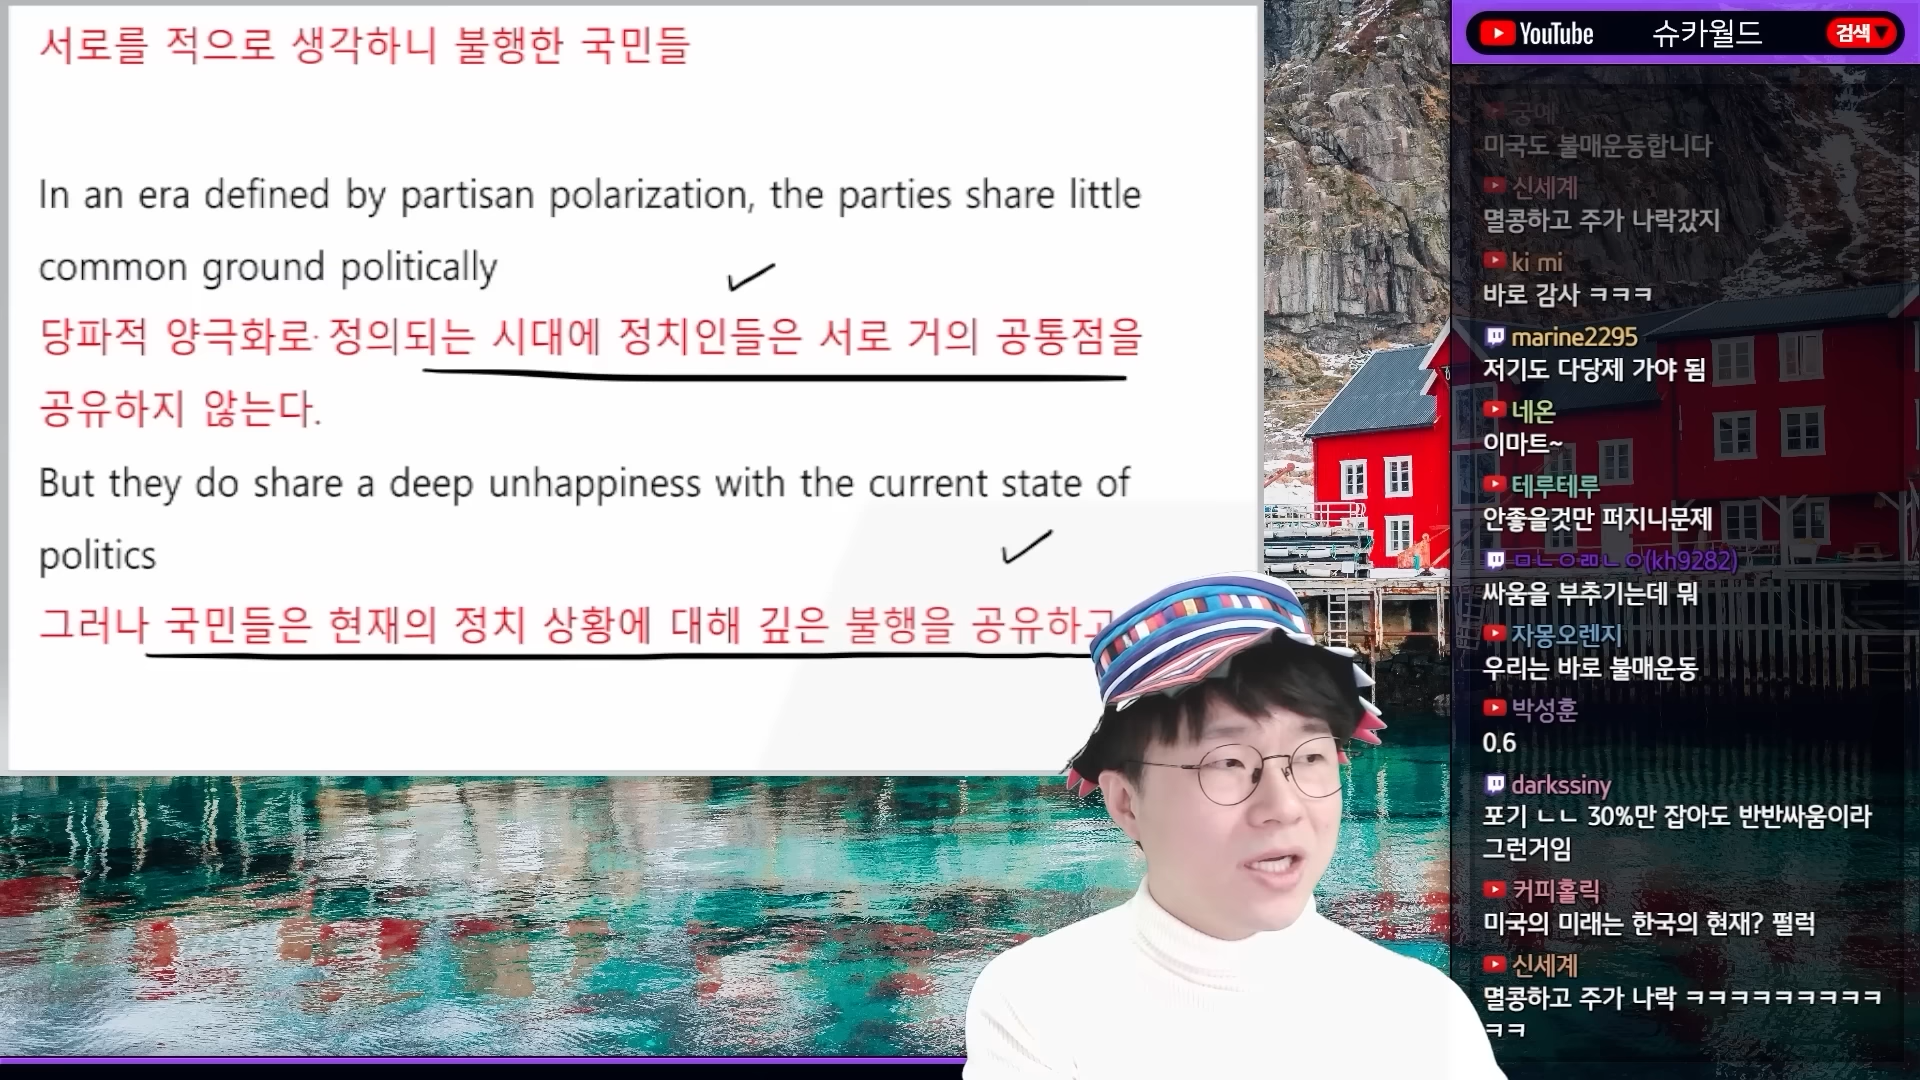 서로를 적으로 생각하니 불행한 국민들
In an era defined by partisan polarization, the parties share little
common ground politically
당파적 양극화로 정의되는 시대에 정치인들은 서로 거의 공통점을
공유하지 않는다.
But they do share a deep unhappiness with the current state of
politics
그러나 국민들은 현재의 정치 상황에 대해 깊은 불행을 공유하고
YouTube 슈카월드 검색
궁예
미국도 불매운동합니다
신세계
멸콩하고 주가 나락갔지
ki mi
바로 감사 ㅋㅋㅋ
marine2295
저기도 다당제 가야 됨
네온
이마트~
테루테루
안좋을것만 퍼지니문제
(kh9282)
싸움을 부추기는데 뭐
자몽오렌지
우리는 바로 불매운동
박성훈
0.6
darkssiny
포기 ㄴㄴ 30%만 잡아도 반반싸움이라
그런거임
커피홀릭
미국의 미래는 한국의 현재? 펄럭
신세계
멸콩하고 주가 나락 ㅋㅋㅋㅋㅋㅋㅋㅋㅋ
ㅋㅋ